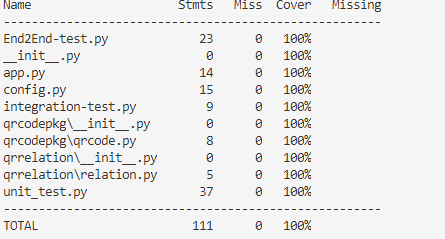 Name                      Stmts   Miss  Cover   Missing
-------------------------------------------------------
End2End-test.py              23      0   100%
__init__.py                   0      0   100%
app.py                       14      0   100%
config.py                    15      0   100%
integration-test.py           9      0   100%
qrcodepkg\__init__.py         0      0   100%
qrcodepkg\qrcode.py           8      0   100%
qrrelation\__init__.py        0      0   100%
qrrelation\relation.py        5      0   100%
unit_test.py                 37      0   100%
-------------------------------------------------------
TOTAL                       111      0   100%